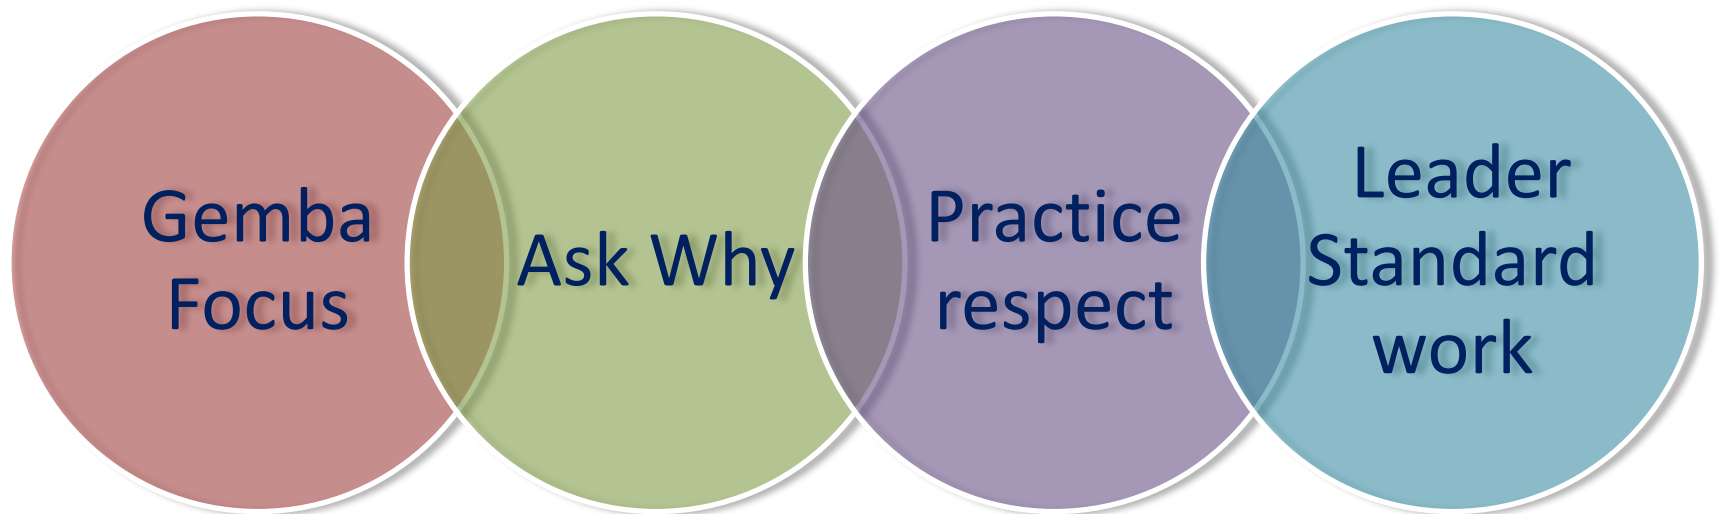 Gemba
Focus
Ask Why
Practice
respect
Leader
Standard
work